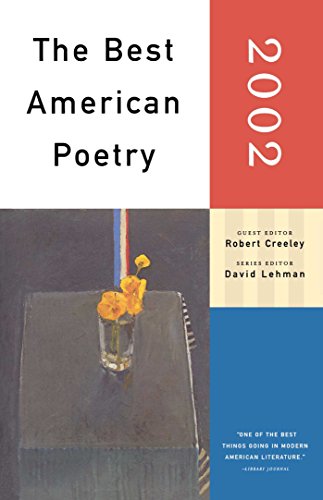 The Best
American
Poetry
2002
GUEST EDITOR
Robert Creeley
SERIES EDITOR
David Lehman
"ONE OF THE BEST
THINGS GOING IN MODERN
AMERICAN LITERATURE."
–LIBRARY JOURNAL